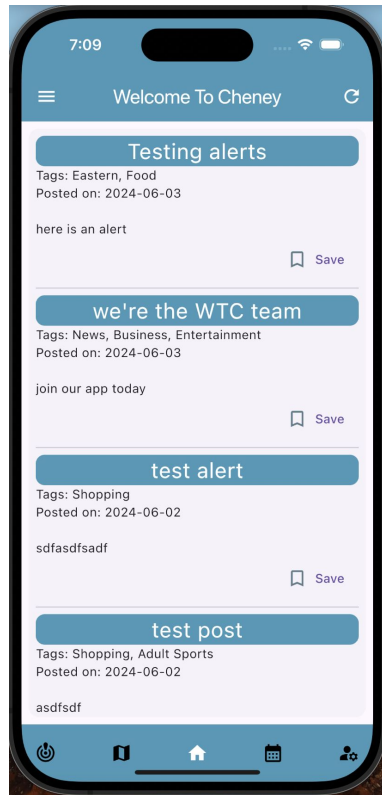 7:09
Welcome To Cheney
Testing alerts
Tags: Eastern, Food
Posted on: 2024-06-03
here is an alert
Save
we're the WTC team
Tags: News, Business, Entertainment
Posted on: 2024-06-03
join our app today
Save
test alert
Tags: Shopping
Posted on: 2024-06-02
sdfasdfsadf
Save
test post
Tags: Shopping, Adult Sports
Posted on: 2024-06-02
asdfsdf